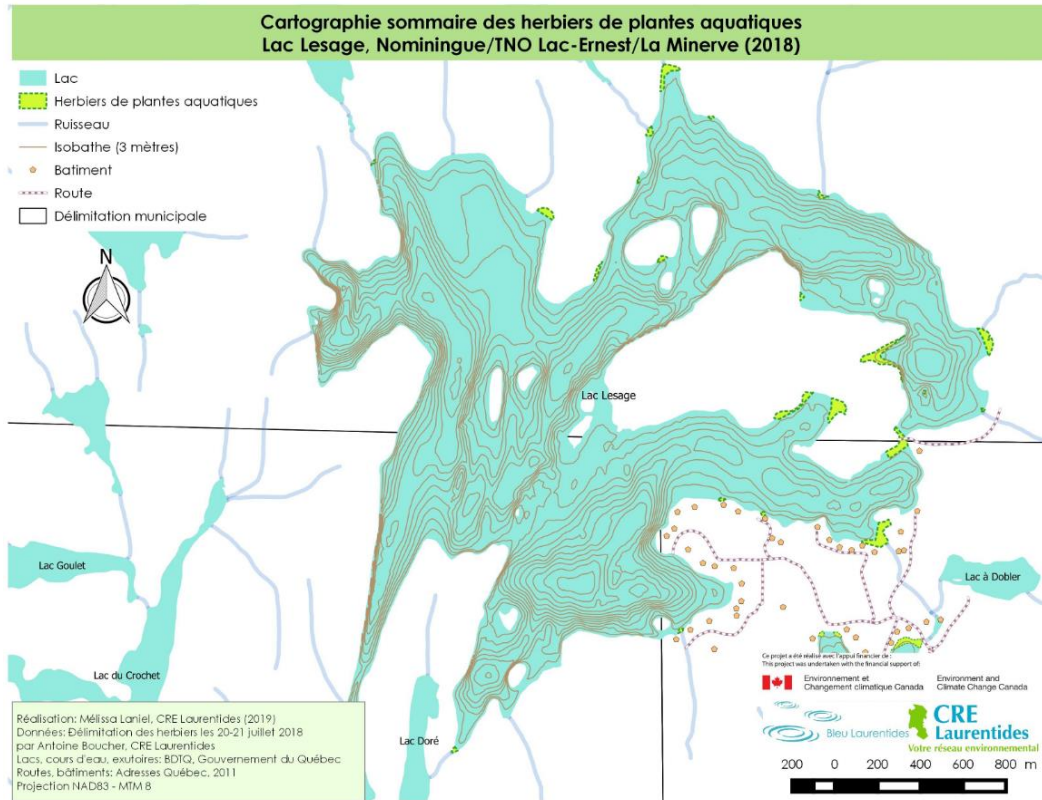 Cartographie sommaire des herbiers de plantes aquatiques
Lac Lesage, Nominingue/TNO Lac-Ernest/La Minerve (2018)
Lac
Herbiers de plantes aquatiques
Ruisseau
Isobathe (3 mètres)
Batiment
Route
Délimitation municipale
N
Lac Lesage
Lac Goulet
Lac à Dobler
Lac du Crochet
Lac Doré
Ce projet a été réalisé avec l'appui financier de :
This project was undertaken with the financial support of:
Environnement et Changement climatique Canada
Environment and Climate Change Canada
Bleu Laurentides
CRE
Laurentides
Votre réseau environnemental
Réalisation: Mélissa Laniel, CRE Laurentides (2019)
Données: Délimitation des herbiers les 20-21 juillet 2018
par Antoine Boucher, CRE Laurentides
Lacs, cours d'eau, exutoires: BDTQ, Gouvernement du Québec
Routes, bâtiments: Adresses Québec, 2011
Projection NAD83 - MTM 8
200 0 200 400 600 800 m